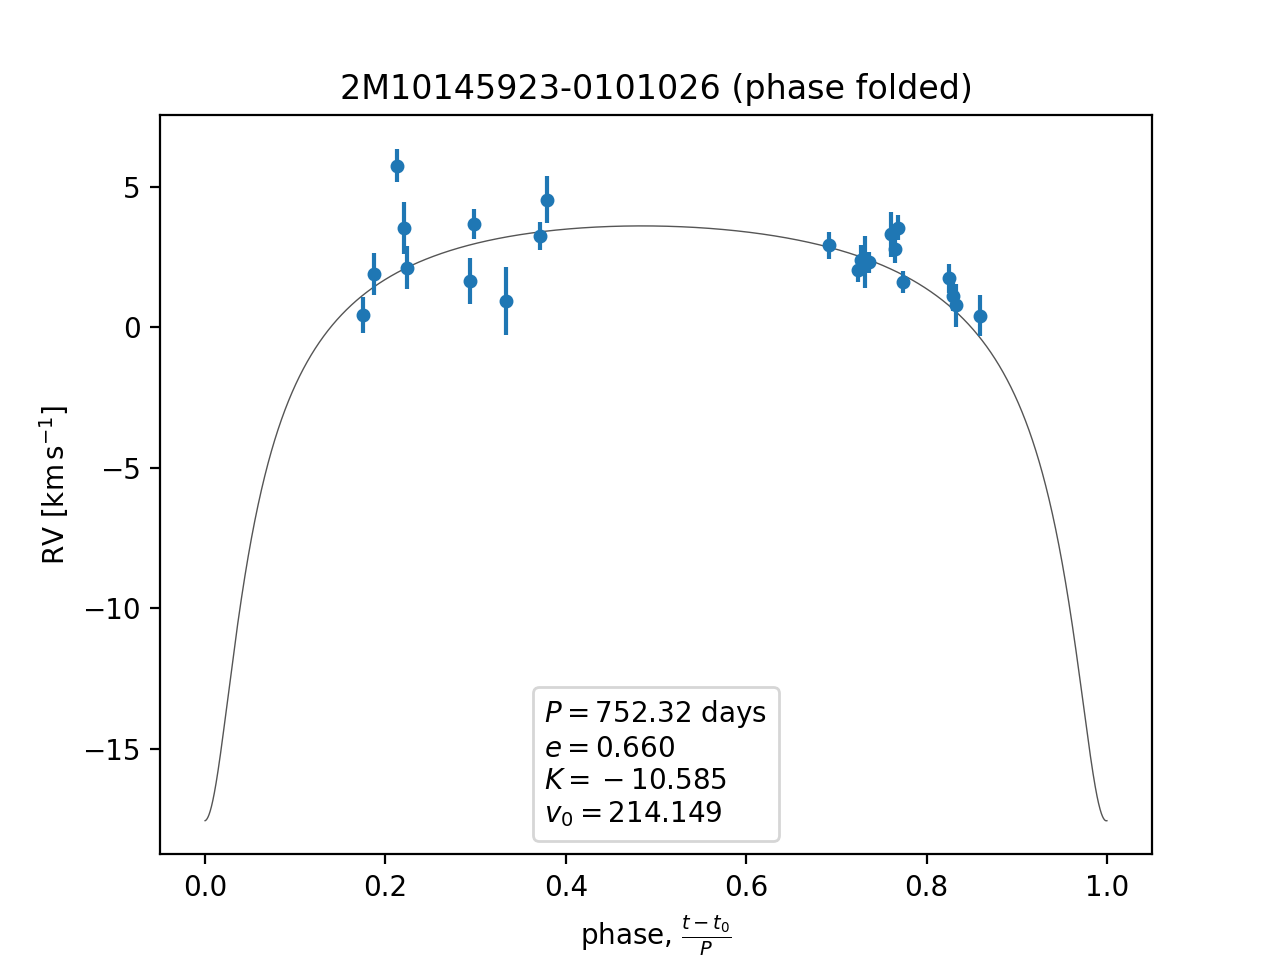 2M10145923-0101026 (phase folded)
RV [km s⁻¹]
5
0
−5
−10
−15
P = 752.32 days
e = 0.660
K = −10.585
v₀ = 214.149
0.0 0.2 0.4 0.6 0.8 1.0
phase, (t − t₀)/P